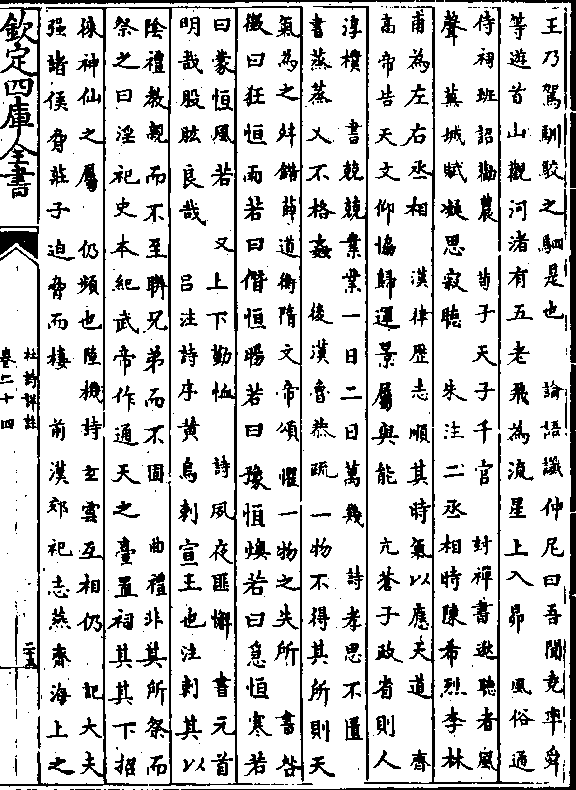 王乃駕馴駮之駟是也　論語讖仲尼曰吾聞堯率舜
等遊首山觀河渚有五老飛為流星上入昴　風俗通
侍祠班詔勸農　荀子天子千官　封禪書逖聽者風
聲　蕪城賦凝思寂聽　朱注二丞相時陳希烈李林
甫為左右丞相　漢律歷志順其時氣以應天道　齊
高帝告天文仰協歸運景屬與能　亢蒼子政省則人
淳樸　書兢兢業業一日二日萬幾　詩孝思不匱
書蒸蒸乂不格姦　後漢魯恭疏一物不得其所則天
氣為之舛錯薛道衡隋文帝頌懼一物之失所　書咎
徵曰狂恒雨若曰僭恒暘若曰豫恒燠若曰急恒寒若
曰蒙恒風若　又上下勤恤　詩夙夜匪懈　書元首
明哉股肱良哉　呂注詩序黄鳥刺宣王也注刺其以
陰禮教親而不至聯兄弟而不固　曲禮非其所祭而
祭之曰淫祀史本紀武帝作通天之臺置祠其其下招
徠神仙之屬　仍頻也陸機詩玄雲互相仍　記大夫
强諸侯脅莊子迫脅而棲　前漢郊祀志燕齊海上之
欽定四庫全書
杜詩詳註
卷二十四
二十五